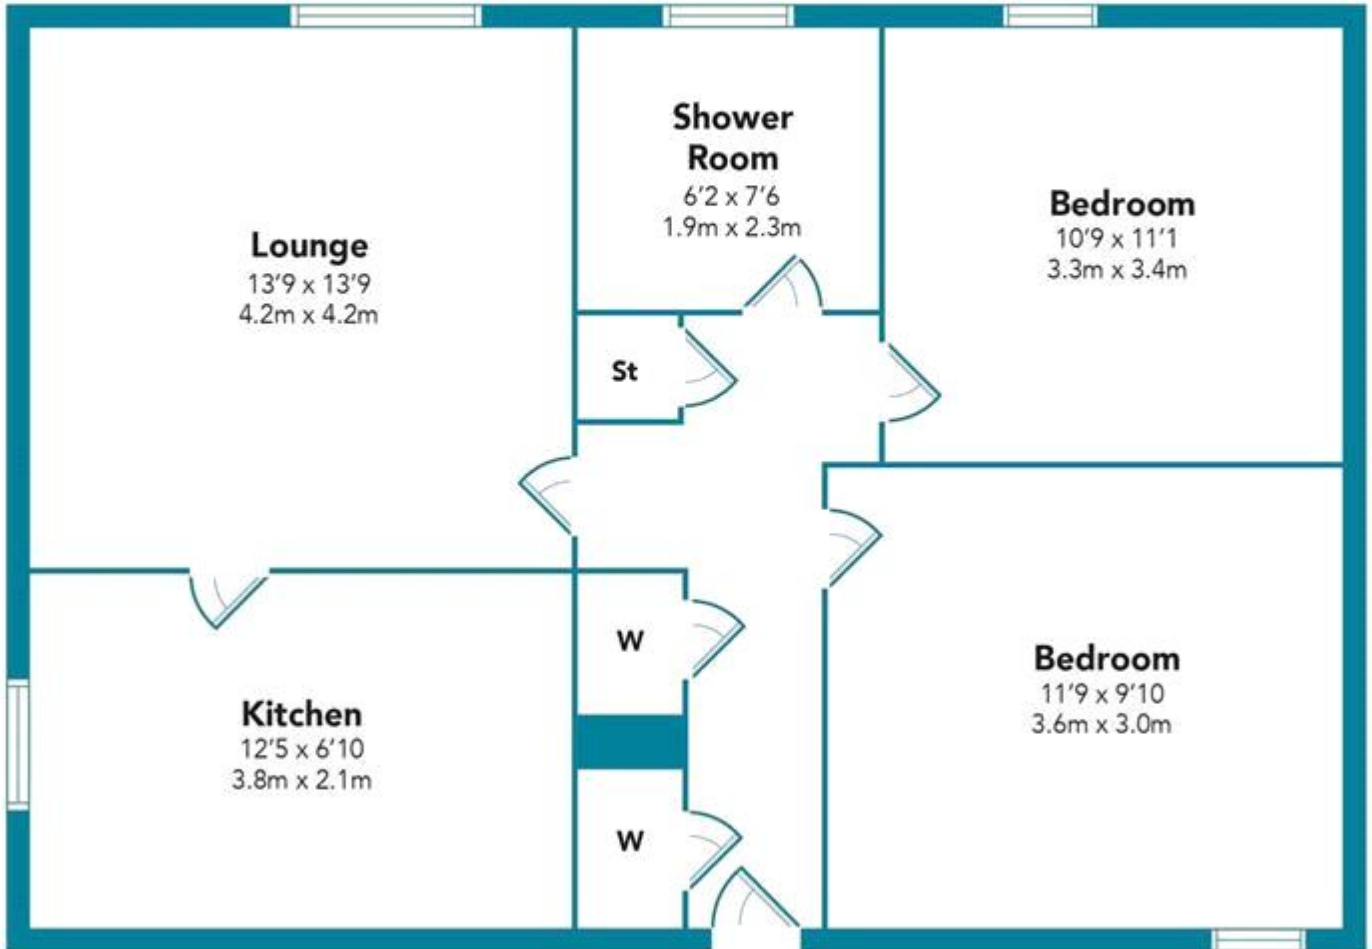 Shower
Room
6'2 x 7'6
1.9m x 2.3m
Bedroom
10'9 x 11'1
3.3m x 3.4m
Lounge
13'9 x 13'9
4.2m x 4.2m
St
W
Bedroom
11'9 x 9'10
3.6m x 3.0m
Kitchen
12'5 x 6'10
3.8m x 2.1m
W